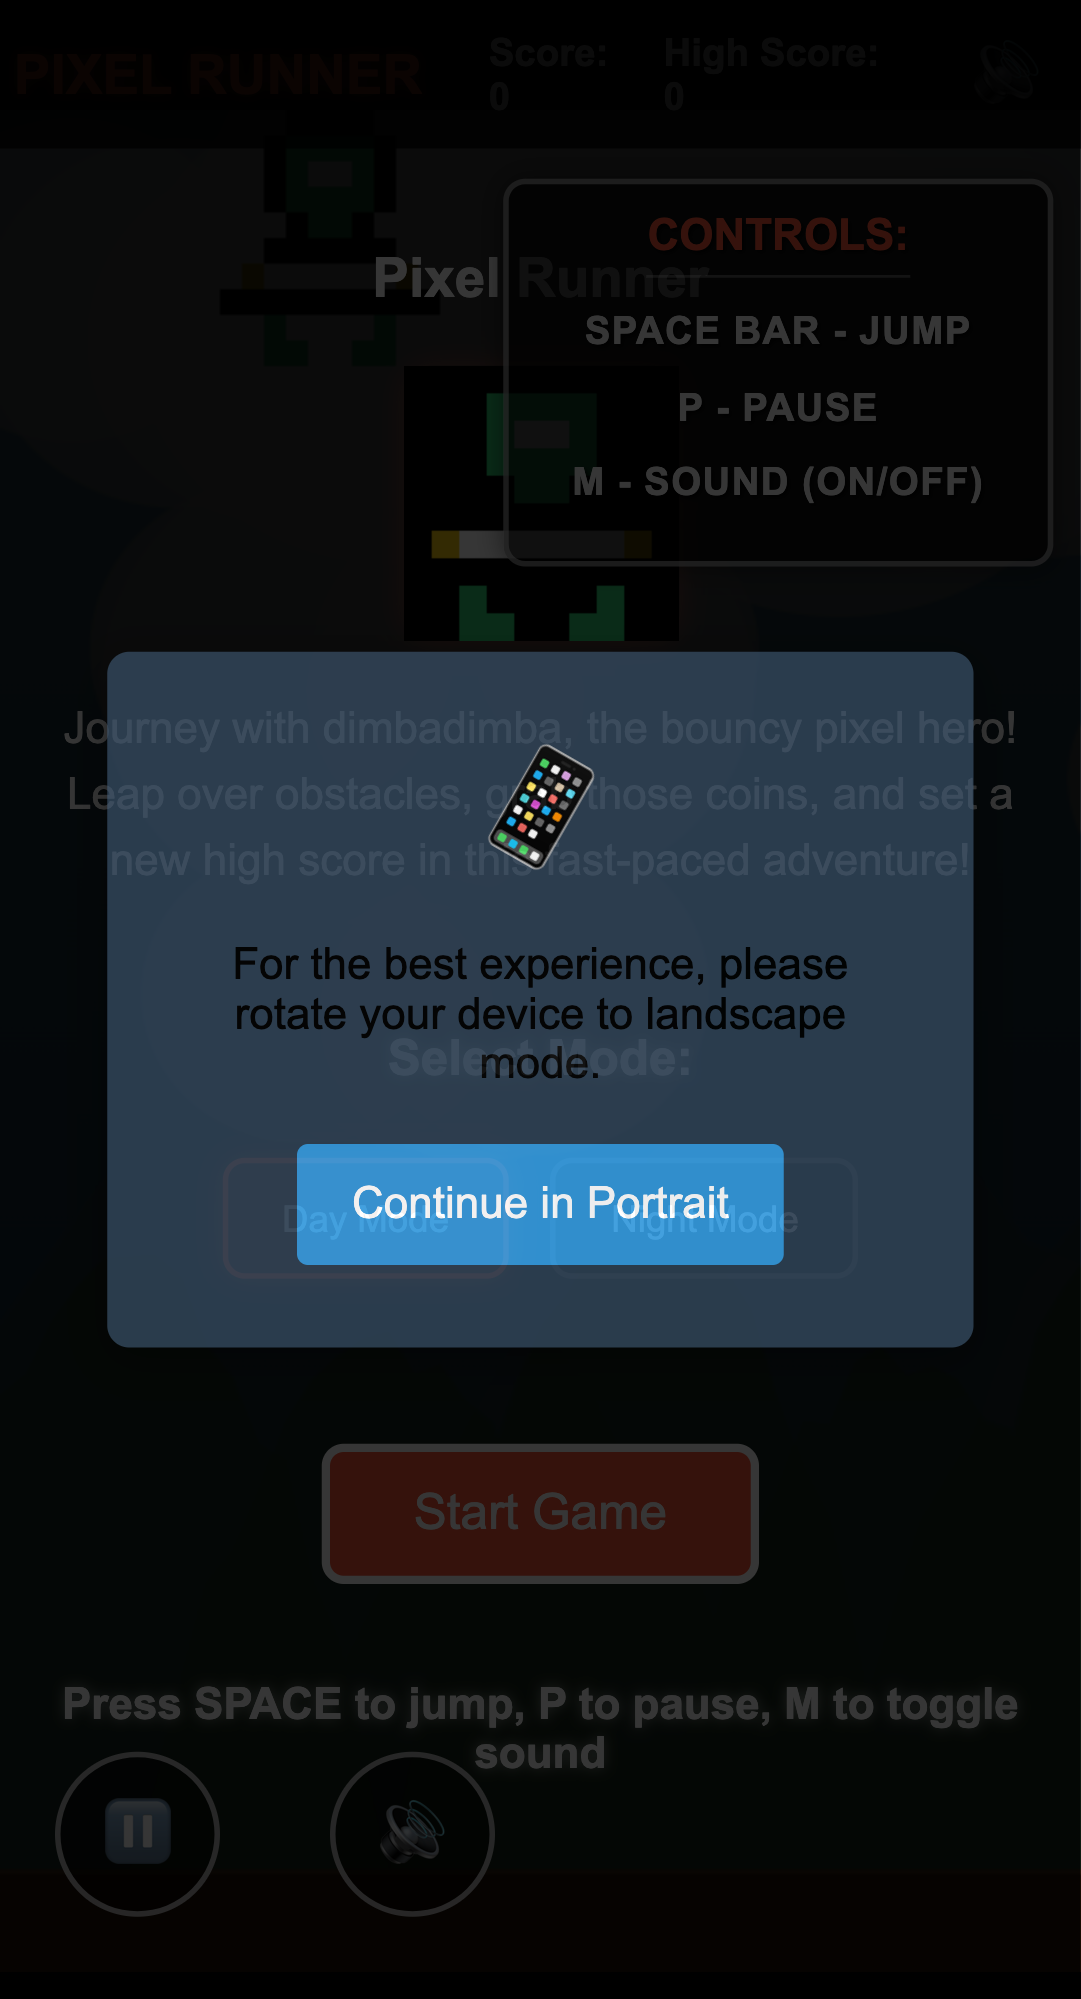 PIXEL RUNNER
Score:
0
High Score:
0
CONTROLS:
SPACE BAR - JUMP
P - PAUSE
M - SOUND (ON/OFF)
Pixel Runner
Journey with dimbadimba, the bouncy pixel hero!
Leap over obstacles, g    those coins, and set a
new high score in this fast-paced adventure!
For the best experience, please
rotate your device to landscape
mode.
Select Mode:
Continue in Portrait
Day Mode
Night Mode
Start Game
Press SPACE to jump, P to pause, M to toggle
sound